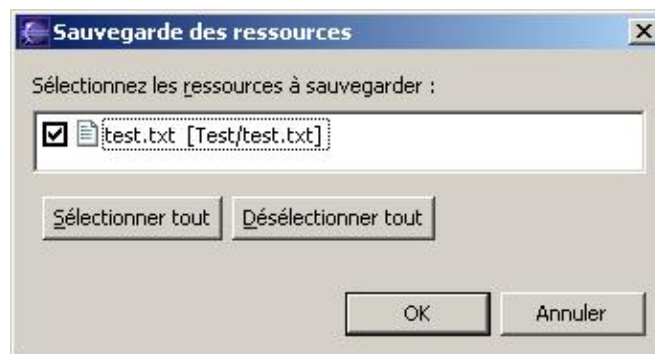 Sauvegarde des ressources
Sélectionnez les ressources à sauvegarder :
test.txt [Test/test.txt]
Sélectionner tout Désélectionner tout
OK Annuler